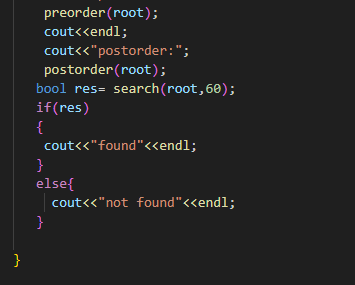 preorder(root);
cout<<endl;
cout<<"postorder:";
postorder(root);
bool res= search(root,60);
if(res)
{
cout<<"found"<<endl;
}
else{
cout<<"not found"<<endl;
}
}